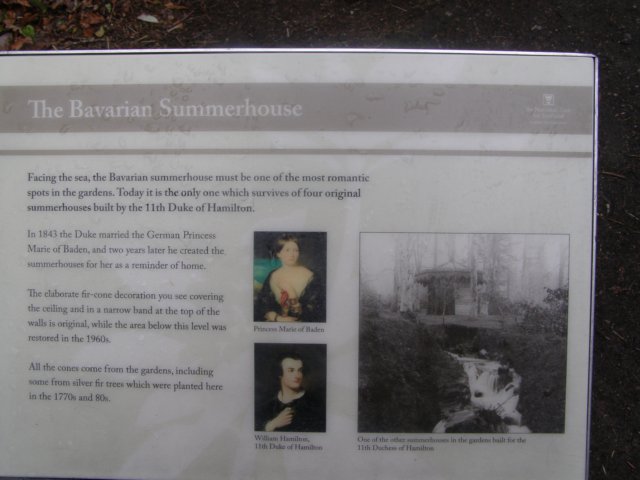 The Bavarian Summerhouse
Facing the sea, the Bavarian summerhouse must be one of the most romantic
spots in the gardens. Today it is the only one which survives of four original
summerhouses built by the 11th Duke of Hamilton.
In 1843 the Duke married the German Princess
Marie of Baden, and two years later he created the
summerhouses for her as a reminder of home.
The elaborate fir-cone decoration you see covering
the ceiling and in a narrow band at the top of the
walls is original, while the area below this level was
restored in the 1960s.
All the cones come from the gardens, including
some from silver fir trees which were planted here
in the 1770s and 80s.
Princess Marie of Baden
William Hamilton,
11th Duke of Hamilton
One of the other summerhouses in the gardens built for the
11th Duchess of Hamilton